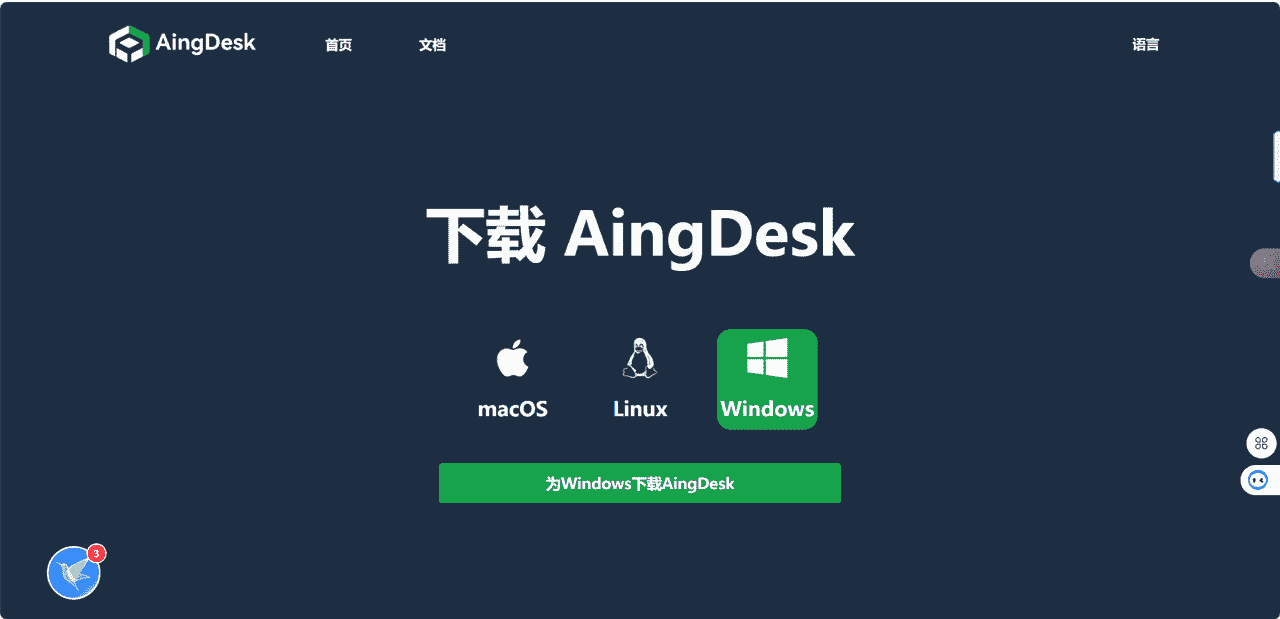 AingDesk 首页 文档 语言
下载 AingDesk
macOS Linux Windows
为Windows下载AingDesk
3